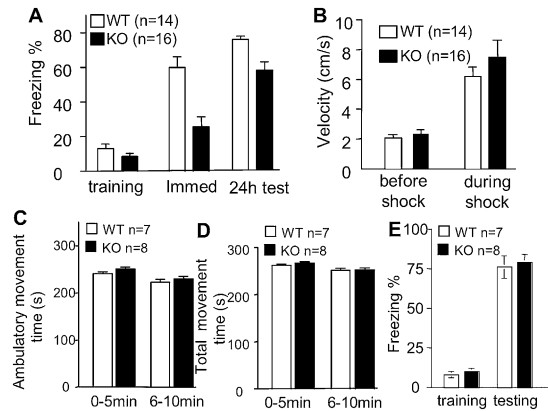 A
WT (n=14)
KO (n=16)
Freezing %
80
60
40
20
0
training Immed 24h test
B
WT (n=14)
KO (n=16)
Velocity (cm/s)
10
8
6
4
2
0
before shock
during shock
C
WT n=7
KO n=8
Ambulatory movement time (s)
300
200
100
0
0-5min 6-10min
D
WT n=7
KO n=8
Total movement time (s)
300
200
100
0
0-5min 6-10min
E
WT n=7
KO n=8
Freezing %
100
75
50
25
0
training testing